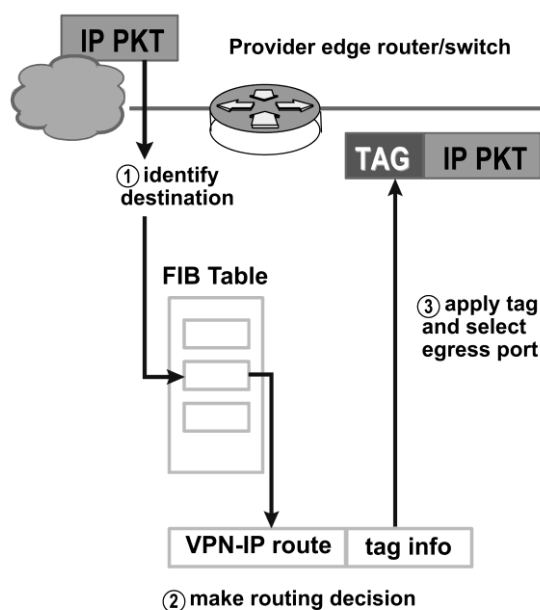 IP PKT
Provider edge router/switch
TAG IP PKT
① identify
destination
FIB Table
③ apply tag
and select
egress port
VPN-IP route tag info
② make routing decision